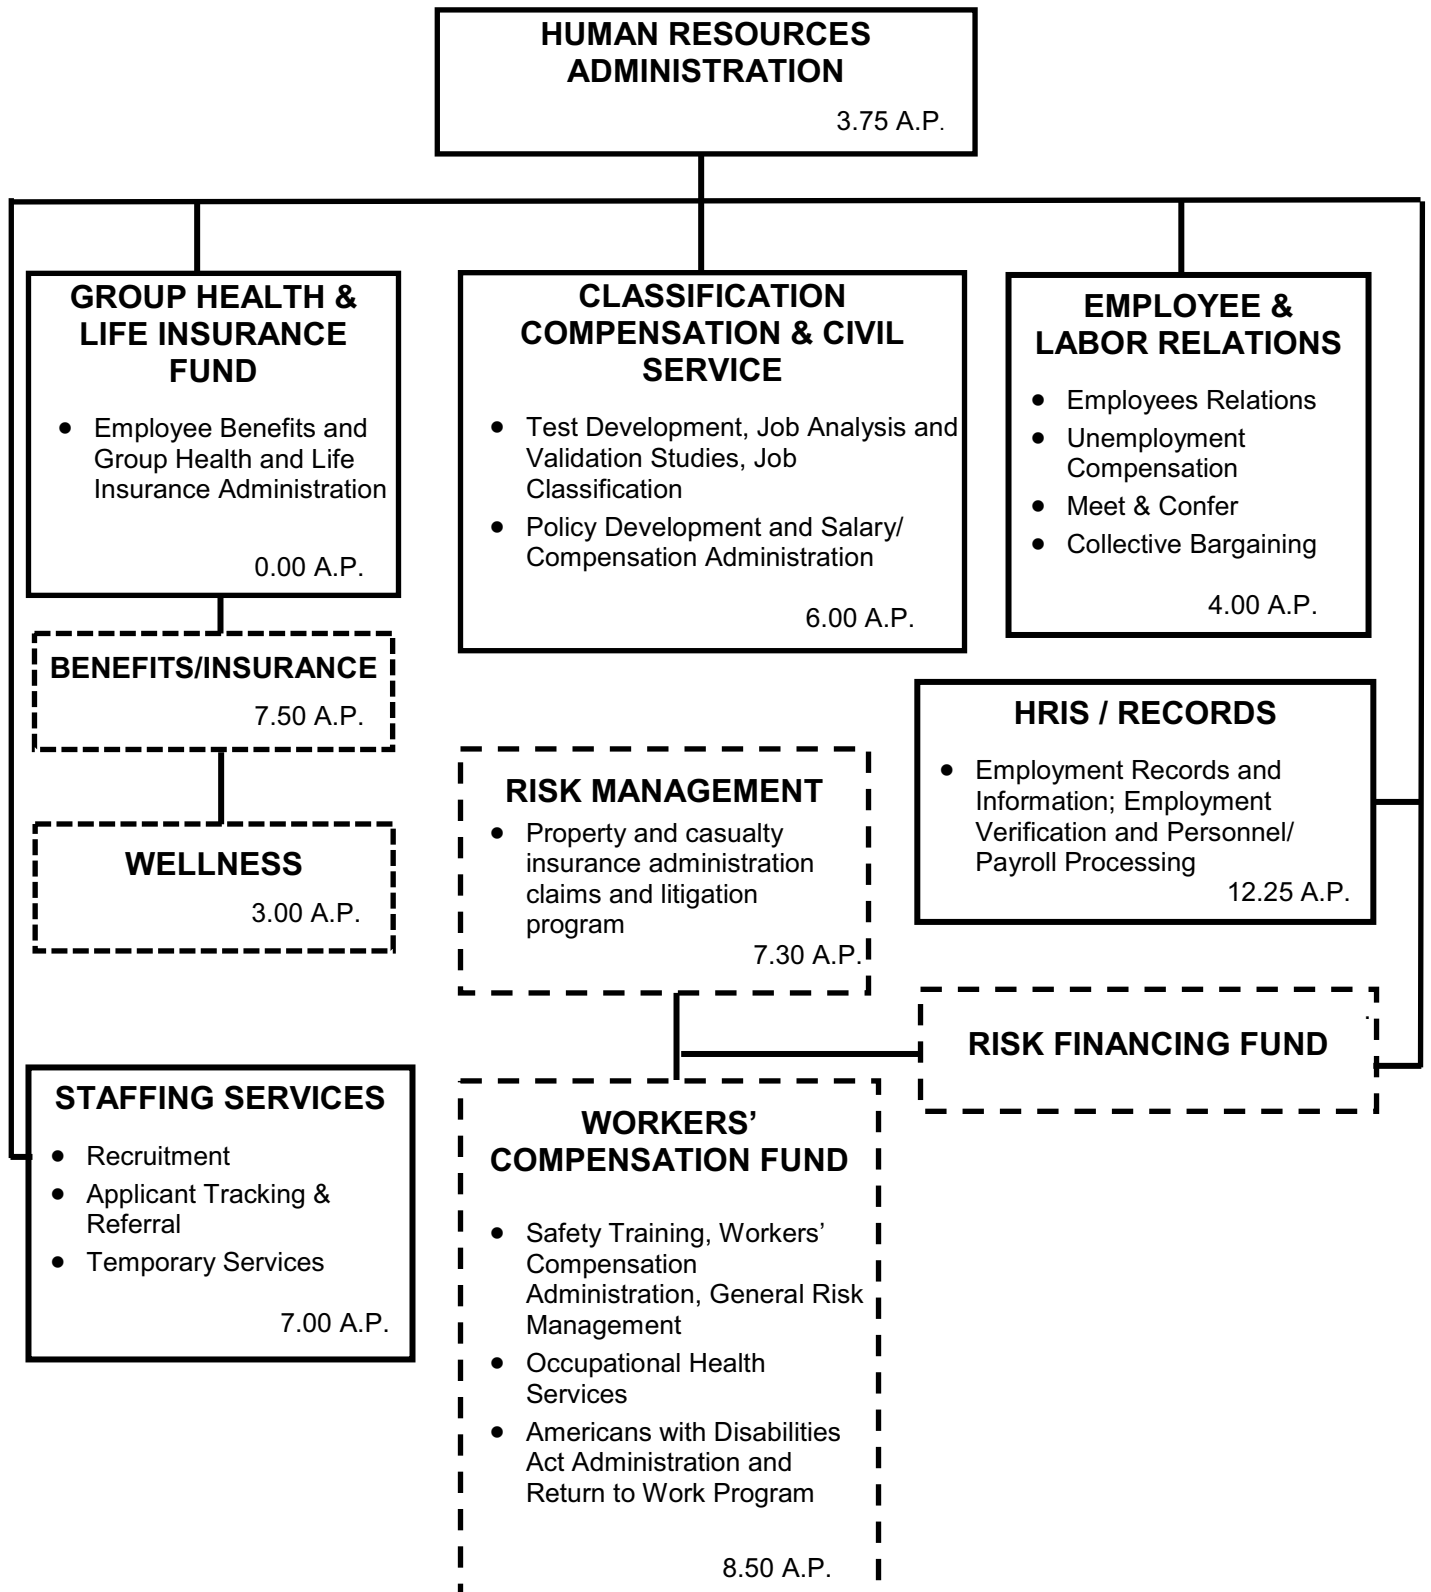 HUMAN RESOURCES
ADMINISTRATION
3.75 A.P.
GROUP HEALTH &
LIFE INSURANCE
FUND
• Employee Benefits and
Group Health and Life
Insurance Administration
0.00 A.P.
CLASSIFICATION
COMPENSATION & CIVIL
SERVICE
• Test Development, Job Analysis and
Validation Studies, Job
Classification
• Policy Development and Salary/
Compensation Administration
6.00 A.P.
EMPLOYEE &
LABOR RELATIONS
• Employees Relations
• Unemployment
Compensation
• Meet & Confer
• Collective Bargaining
4.00 A.P.
BENEFITS/INSURANCE
7.50 A.P.
WELLNESS
3.00 A.P.
RISK MANAGEMENT
• Property and casualty
insurance administration
claims and litigation
program
7.30 A.P.
HRIS / RECORDS
• Employment Records and
Information; Employment
Verification and Personnel/
Payroll Processing
12.25 A.P.
RISK FINANCING FUND
STAFFING SERVICES
• Recruitment
• Applicant Tracking &
Referral
• Temporary Services
7.00 A.P.
WORKERS’
COMPENSATION FUND
• Safety Training, Workers’
Compensation
Administration, General Risk
Management
• Occupational Health
Services
• Americans with Disabilities
Act Administration and
Return to Work Program
8.50 A.P.